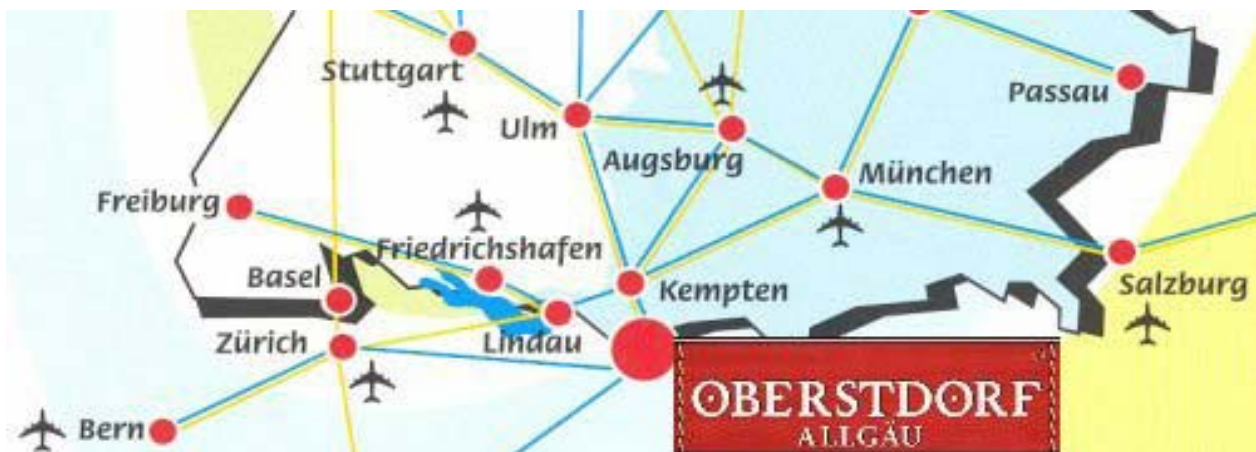 Stuttgart
Passau
Ulm
Augsburg
München
Freiburg
Friedrichshafen
Basel
Kempten
Salzburg
Zürich
Lindau
Bern
OBERSTDORF
ALLGÄU